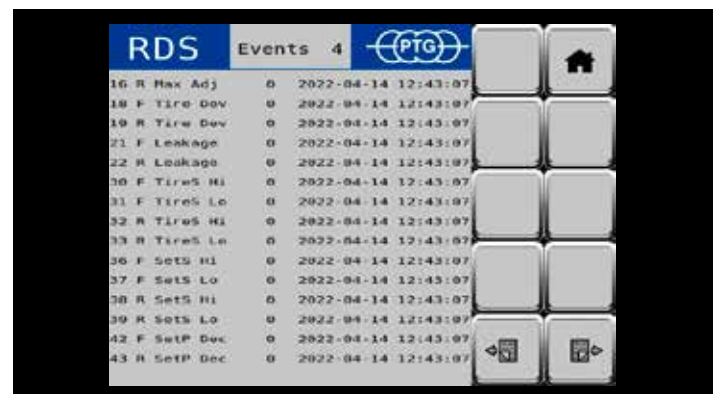 RDS Events 4 PTG
16 R Max Adj 0 2022-04-14 12:43:07
18 F Tire Dev 0 2022-04-14 12:43:07
19 R Tire Dev 0 2022-04-14 12:43:07
21 F Leakage 0 2022-04-14 12:43:07
22 R Leakage 0 2022-04-14 12:43:07
30 F TireS Hi 0 2022-04-14 12:43:07
31 F TireS Lo 0 2022-04-14 12:43:07
32 R TireS Hi 0 2022-04-14 12:43:07
33 R TireS Lo 0 2022-04-14 12:43:07
36 F SetS Hi 0 2022-04-14 12:43:07
37 F SetS Lo 0 2022-04-14 12:43:07
38 R SetS Hi 0 2022-04-14 12:43:07
39 R SetS Lo 0 2022-04-14 12:43:07
42 F SetP Dec 0 2022-04-14 12:43:07
43 R SetP Dec 0 2022-04-14 12:43:07